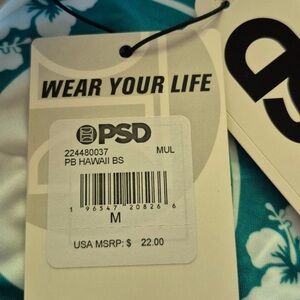 WEAR YOUR LIFE
PSD
224480037 MUL
PB HAWAII BS
1 96547 20826 6
M
USA MSRP: $ 22.00